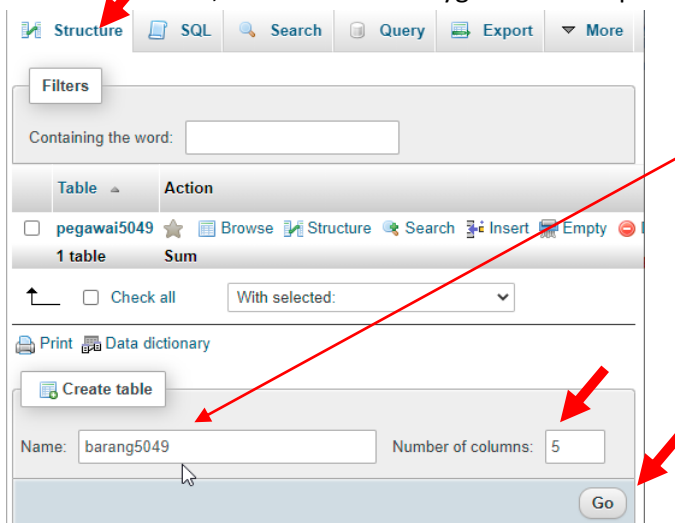 Structure SQL Search Query Export More
Filters
Containing the word:
Table Action
pegawai5049 Browse Structure Search Insert Empty
1 table Sum
Check all With selected:
Print Data dictionary
Create table
Name: barang5049 Number of columns: 5
Go